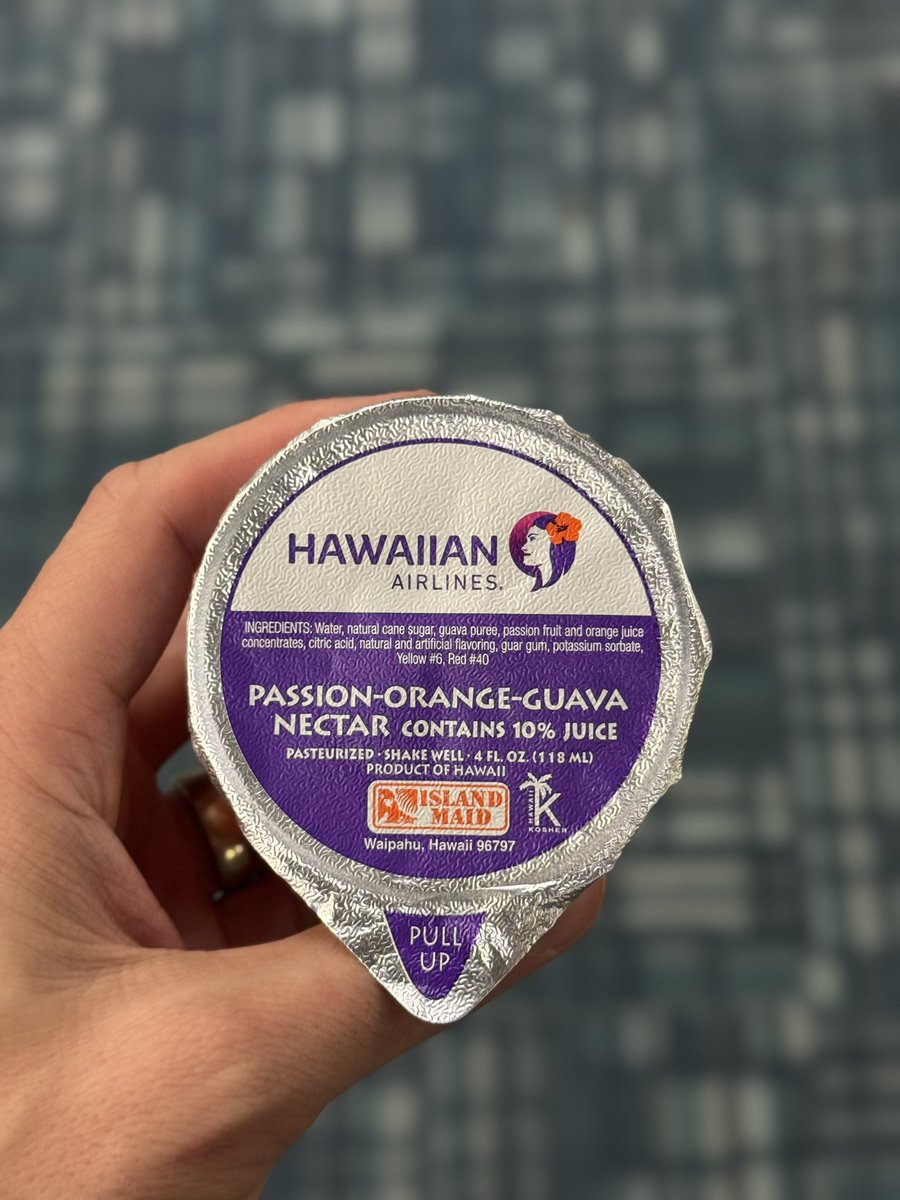 HAWAIIAN
AIRLINES®
INGREDIENTS: Water, natural cane sugar, guava puree, passion fruit and orange juice
concentrates, citric acid, natural and artificial flavoring, guar gum, potassium sorbate,
Yellow #6, Red #40
PASSION-ORANGE-GUAVA
NECTAR CONTAINS 10% JUICE
PASTEURIZED · SHAKE WELL · 4 FL. OZ. (118 ML)
PRODUCT OF HAWAII
ISLAND
MAID
HAWAII
K
KOSHER
Waipahu, Hawaii 96797
PULL
UP